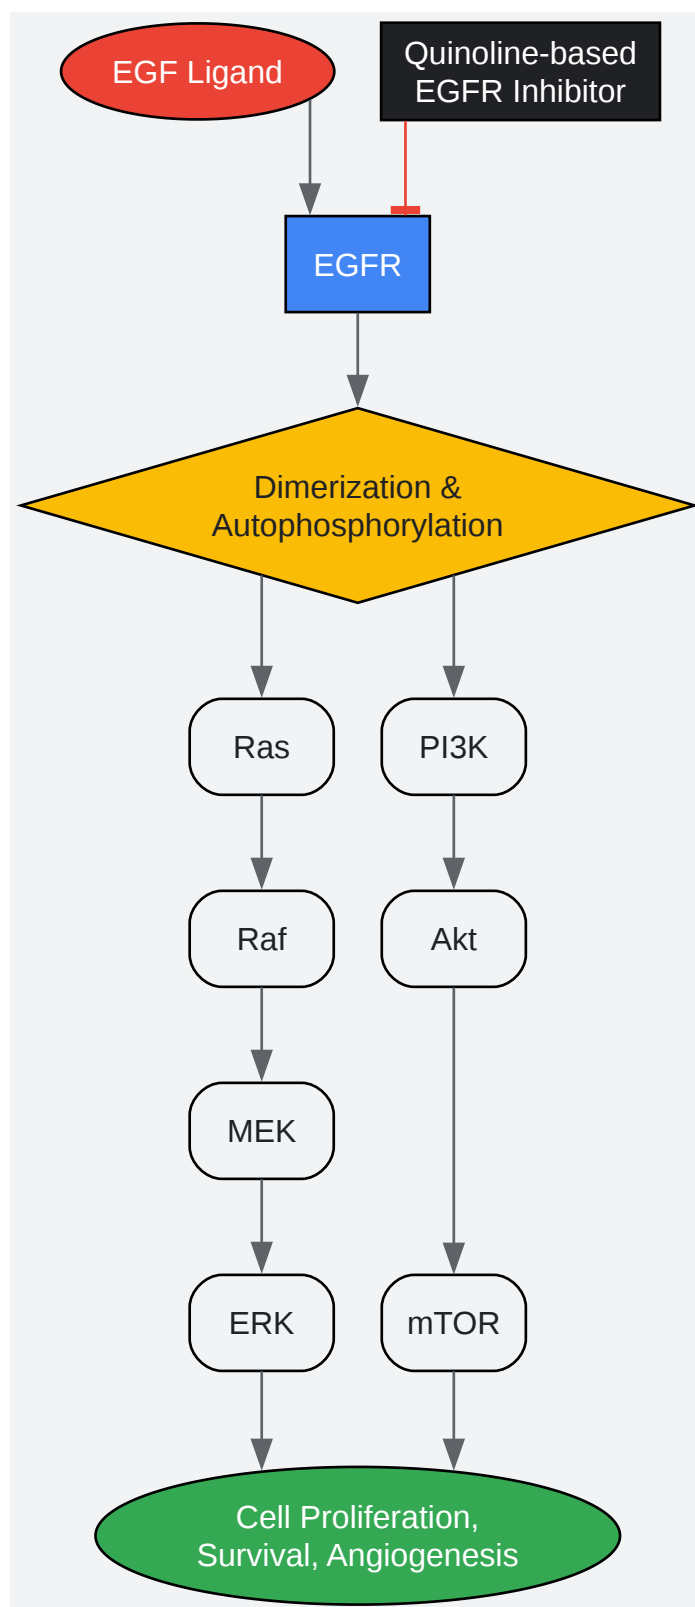 EGF Ligand
Quinoline-based
EGFR Inhibitor
EGFR
Dimerization &
Autophosphorylation
Ras
PI3K
Raf
Akt
MEK
ERK
mTOR
Cell Proliferation,
Survival, Angiogenesis